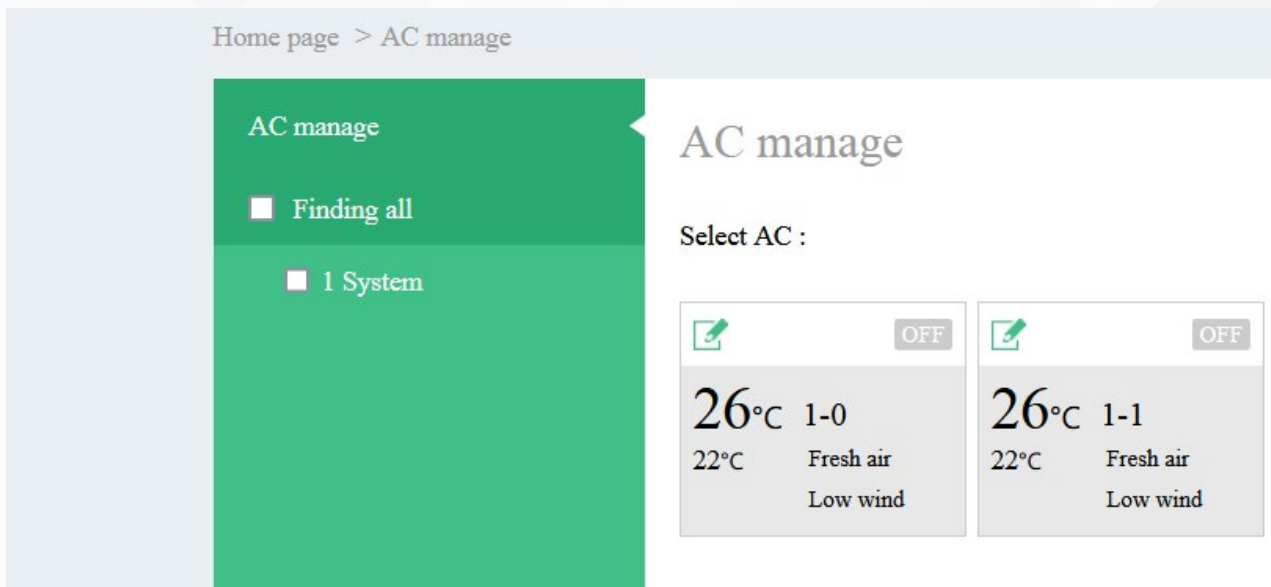 Home page > AC manage
AC manage
Finding all
1 System
AC manage
Select AC :
OFF
26°C 1-0
22°C Fresh air
Low wind
OFF
26°C 1-1
22°C Fresh air
Low wind